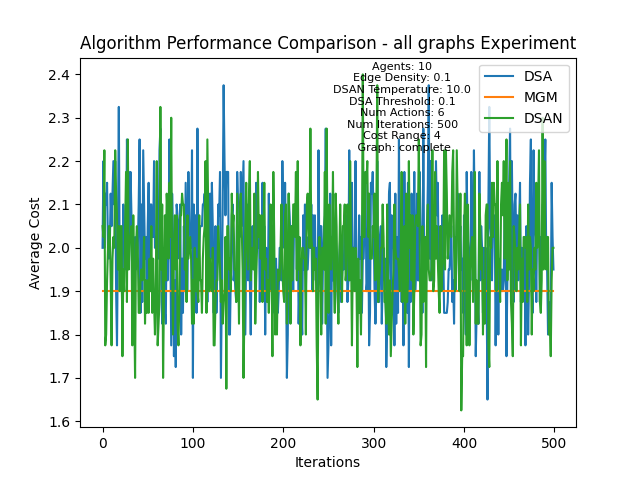 Algorithm Performance Comparison - all graphs Experiment
Agents: 10
Edge Density: 0.1
DSAN Temperature: 10.0
DSA Threshold: 0.1
Num Actions: 6
Num Iterations: 500
Cost Range: 4
Graph: complete
DSA
MGM
DSAN
Average Cost
2.4
2.3
2.2
2.1
2.0
1.9
1.8
1.7
1.6
0
100
200
300
400
500
Iterations